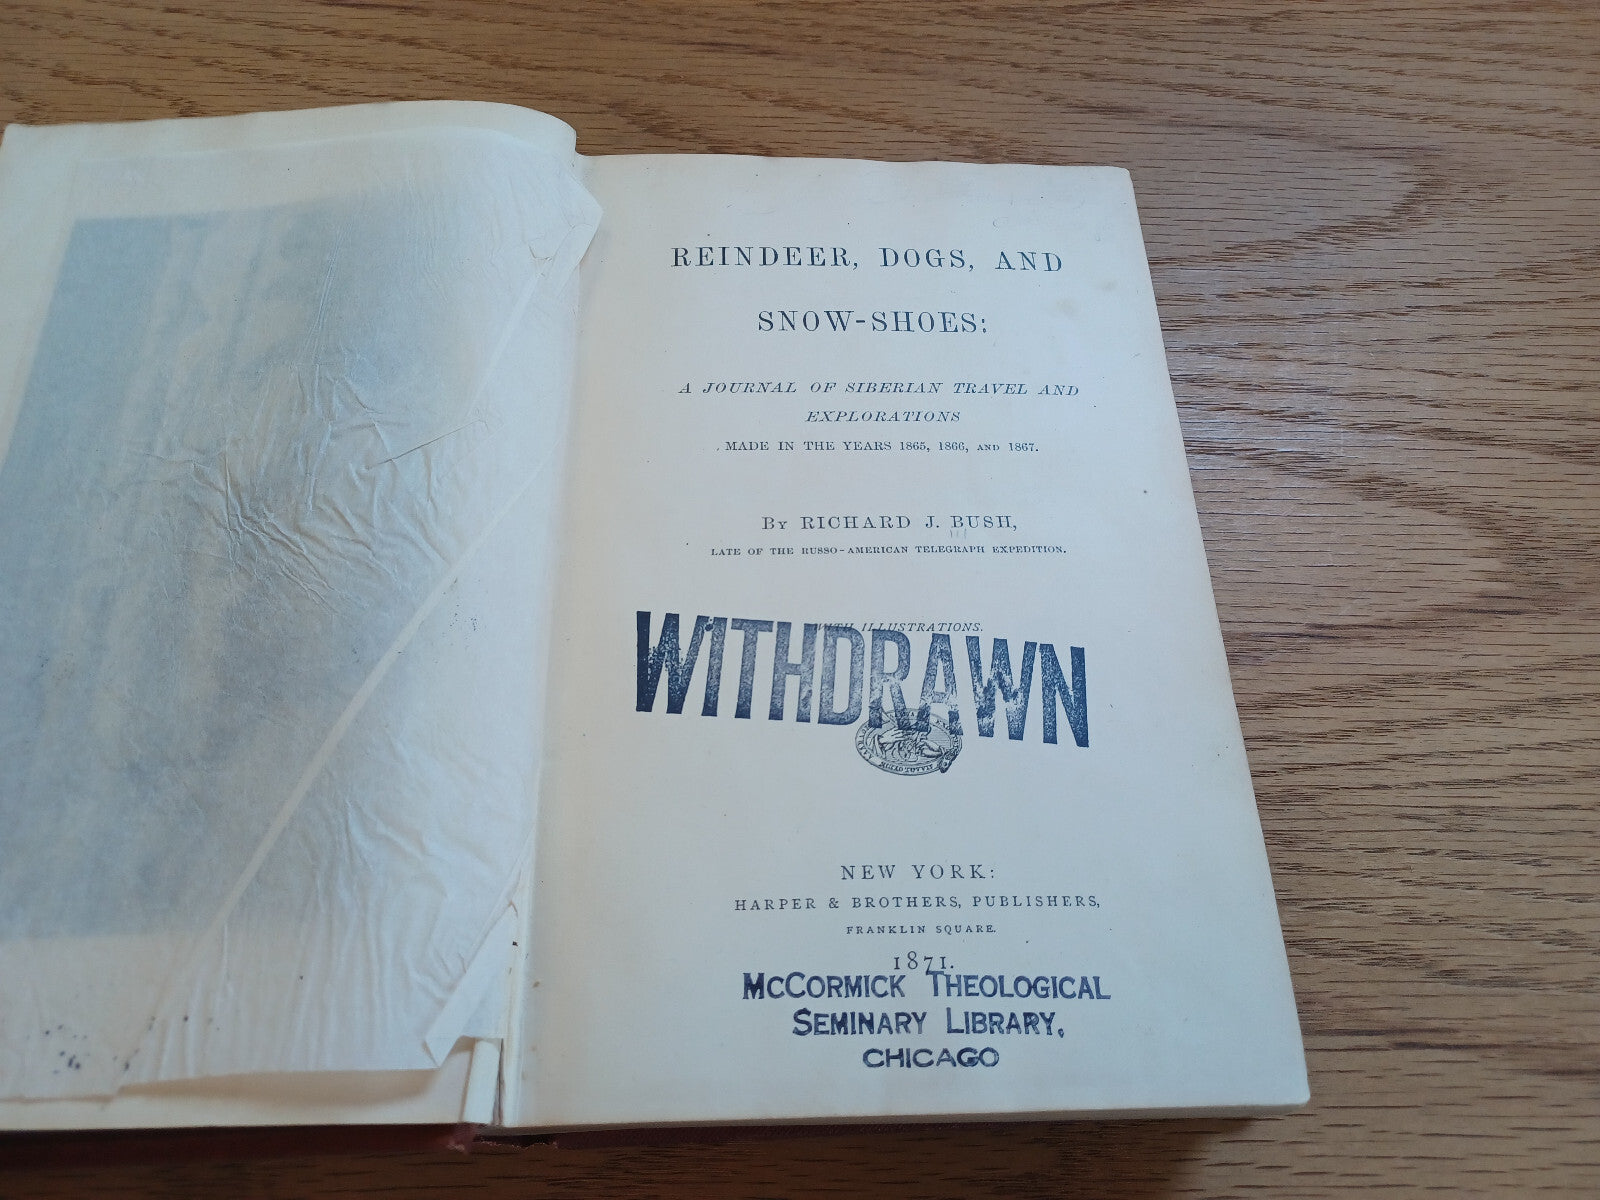 REINDEER, DOGS, AND
SNOW-SHOES:
A JOURNAL OF SIBERIAN TRAVEL AND
EXPLORATIONS
MADE IN THE YEARS 1865, 1866, AND 1867.
BY RICHARD J. BUSH,
LATE OF THE RUSSO-AMERICAN TELEGRAPH EXPEDITION.
WITH ILLUSTRATIONS.
WITHDRAWN
NEW YORK:
HARPER & BROTHERS, PUBLISHERS,
FRANKLIN SQUARE.
1871.
MCCORMICK THEOLOGICAL
SEMINARY LIBRARY,
CHICAGO